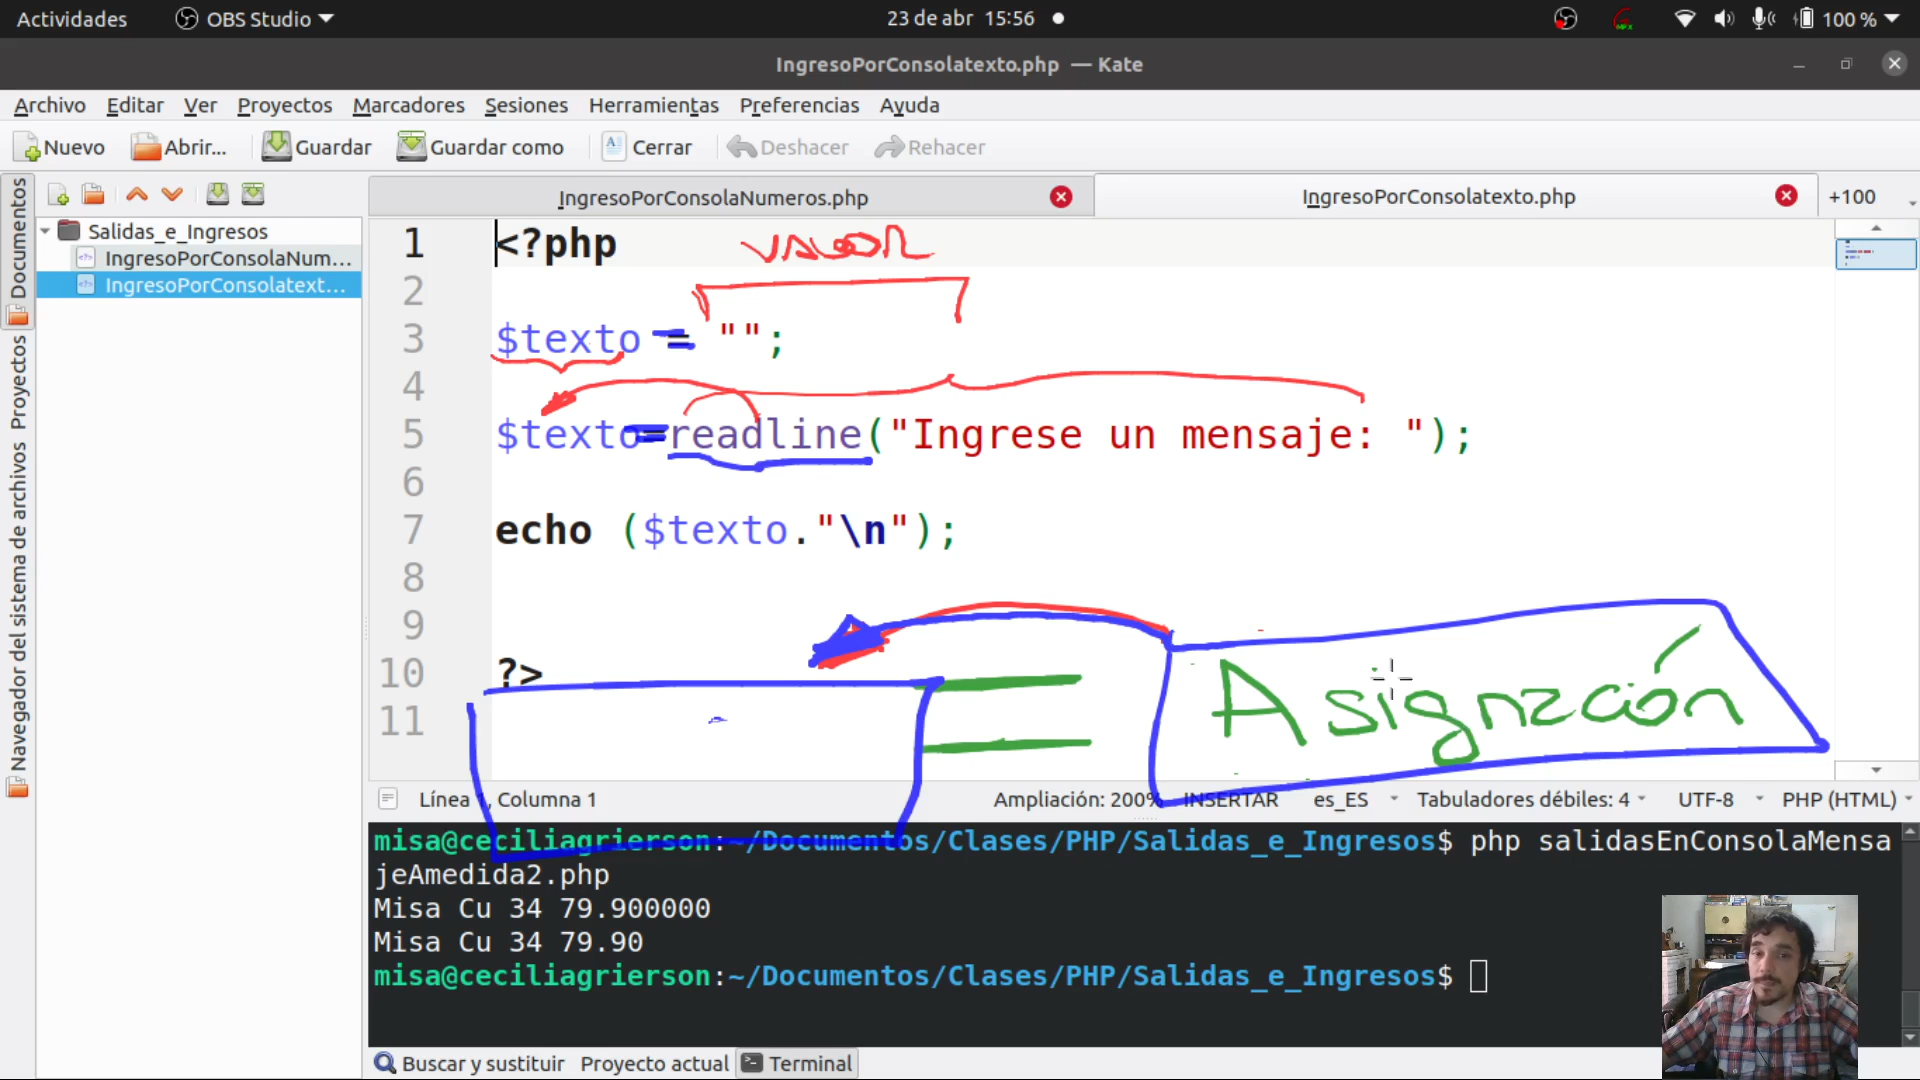 Actividades
OBS Studio
23 de abr 15:56
100 %
IngresoPorConsolatexto.php — Kate
Archivo Editar Ver Proyectos Marcadores Sesiones Herramientas Preferencias Ayuda
Nuevo Abrir... Guardar Guardar como Cerrar Deshacer Rehacer
Documentos
Proyectos
Navegador del sistema de archivos
Salidas_e_Ingresos
IngresoPorConsolaNum...
IngresoPorConsolatext...
IngresoPorConsolaNumeros.php
IngresoPorConsolatexto.php
+100
1 <?php
valor
2
3 $texto = "";
4
5 $texto=readline("Ingrese un mensaje: ");
6
7 echo ($texto."\n");
8
9
10 ?>
11
= Asignación
Línea 1, Columna 1
Ampliación: 200% INSERTAR es_ES Tabuladores débiles: 4 UTF-8 PHP (HTML)
misa@ceciliagrierson:~/Documentos/Clases/PHP/Salidas_e_Ingresos$ php salidasEnConsolaMensa
jeAmedida2.php
Misa Cu 34 79.900000
Misa Cu 34 79.90
misa@ceciliagrierson:~/Documentos/Clases/PHP/Salidas_e_Ingresos$
Buscar y sustituir Proyecto actual Terminal